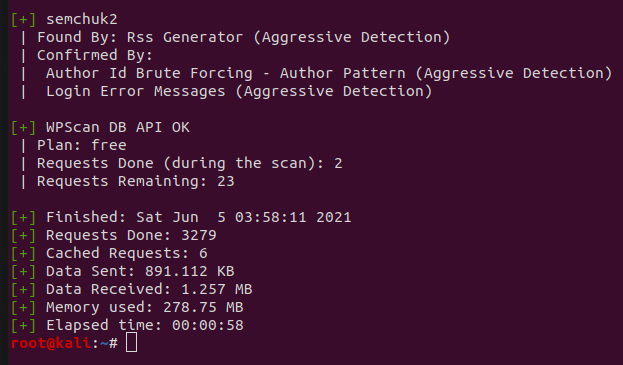 [+] semchuk2
 | Found By: Rss Generator (Aggressive Detection)
 | Confirmed By:
 |  Author Id Brute Forcing - Author Pattern (Aggressive Detection)
 |  Login Error Messages (Aggressive Detection)

[+] WPScan DB API OK
 | Plan: free
 | Requests Done (during the scan): 2
 | Requests Remaining: 23

[+] Finished: Sat Jun  5 03:58:11 2021
[+] Requests Done: 3279
[+] Cached Requests: 6
[+] Data Sent: 891.112 KB
[+] Data Received: 1.257 MB
[+] Memory used: 278.75 MB
[+] Elapsed time: 00:00:58
root@kali:~#